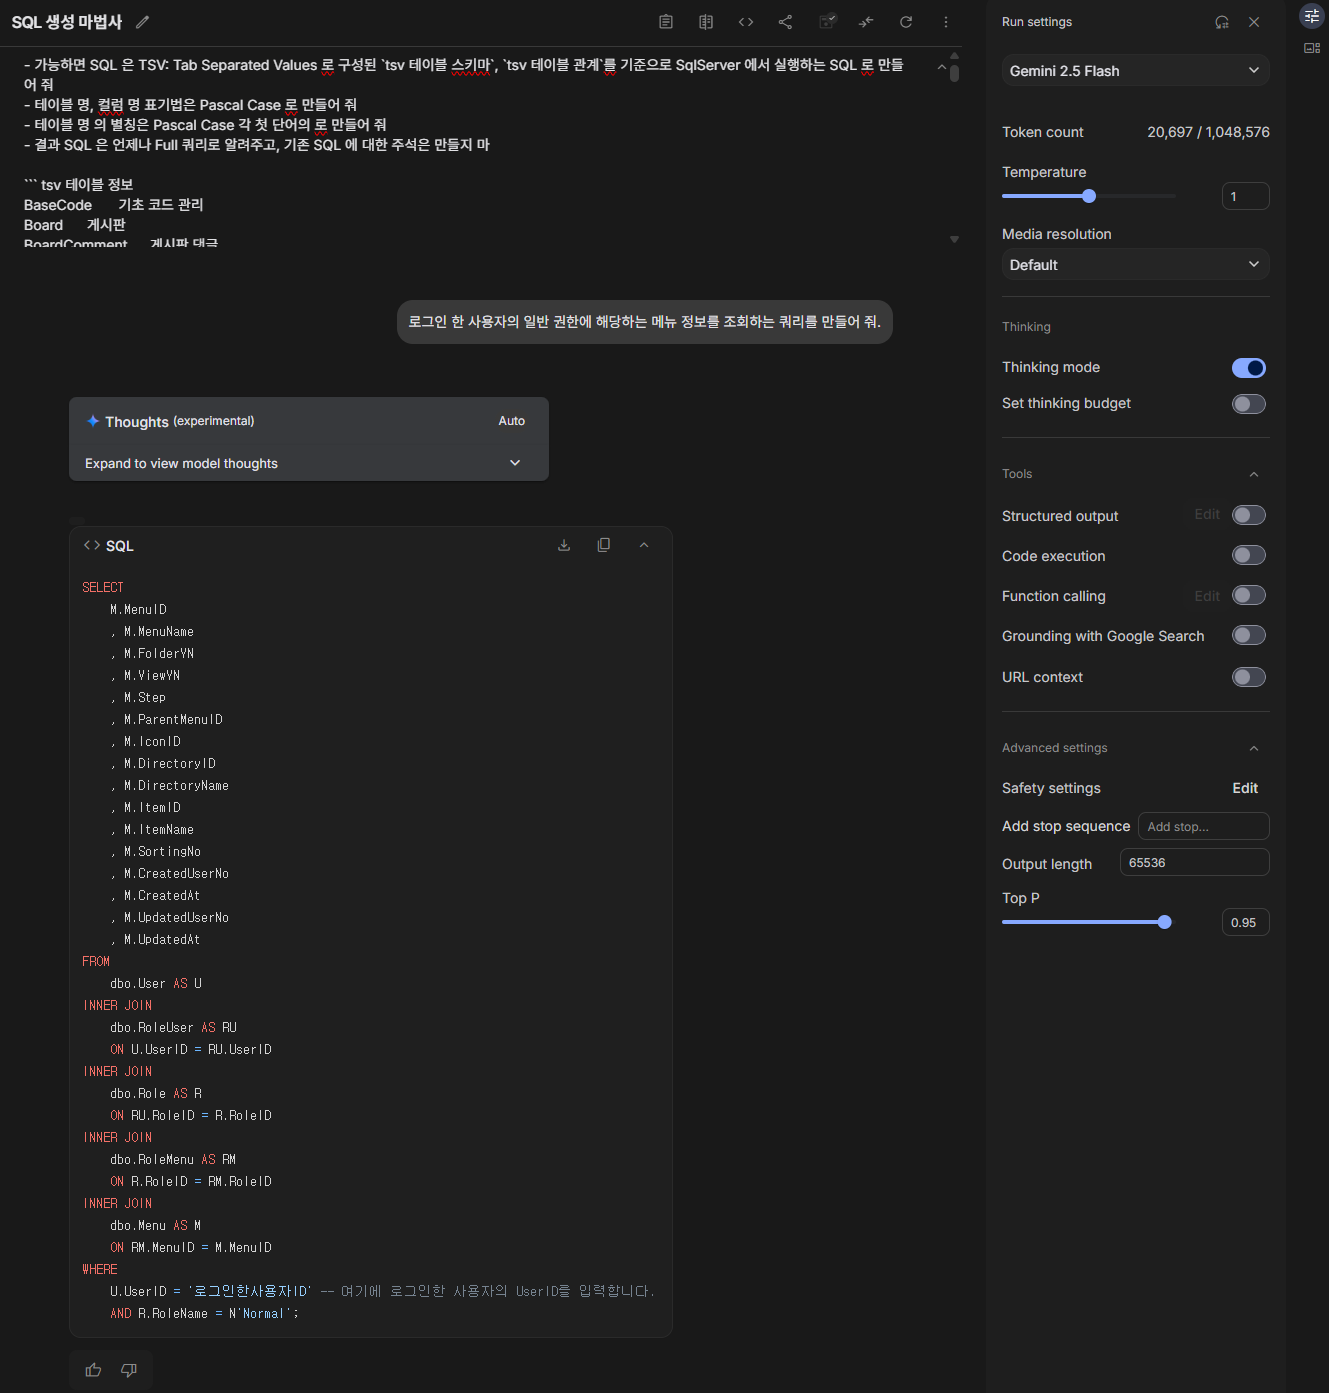 SQL 생성 마법사
- 가능하면 SQL 은 TSV: Tab Separated Values 로 구성된 `tsv 테이블 스키마`, `tsv 테이블 관계`를 기준으로 SqlServer 에서 실행하는 SQL 로 만들
어 줘
- 테이블 명, 컬럼 명 표기법은 Pascal Case 로 만들어 줘
- 테이블 명 의 별칭은 Pascal Case 각 첫 단어의 로 만들어 줘
- 결과 SQL 은 언제나 Full 쿼리로 알려주고, 기존 SQL 에 대한 주석은 만들지 마
``` tsv 테이블 정보
BaseCode 기초 코드 관리
Board 게시판
BoardComment 게시판 댓글
로그인 한 사용자의 일반 권한에 해당하는 메뉴 정보를 조회하는 쿼리를 만들어 줘.
Thoughts (experimental)
Auto
Expand to view model thoughts
<> SQL
SELECT
M.MenuID
, M.MenuName
, M.FolderYN
, M.ViewYN
, M.Step
, M.ParentMenuID
, M.IconID
, M.DirectoryID
, M.DirectoryName
, M.ItemID
, M.ItemName
, M.SortingNo
, M.CreatedUserNo
, M.CreatedAt
, M.UpdatedUserNo
, M.UpdatedAt
FROM
dbo.User AS U
INNER JOIN
dbo.RoleUser AS RU
ON U.UserID = RU.UserID
INNER JOIN
dbo.Role AS R
ON RU.RoleID = R.RoleID
INNER JOIN
dbo.RoleMenu AS RM
ON R.RoleID = RM.RoleID
INNER JOIN
dbo.Menu AS M
ON RM.MenuID = M.MenuID
WHERE
U.UserID = '로그인한사용자ID' -- 여기에 로그인한 사용자의 UserID를 입력합니다.
AND R.RoleName = N'Normal';
Run settings
Gemini 2.5 Flash
Token count 20,697 / 1,048,576
Temperature
1
Media resolution
Default
Thinking
Thinking mode
Set thinking budget
Tools
Structured output Edit
Code execution
Function calling Edit
Grounding with Google Search
URL context
Advanced settings
Safety settings Edit
Add stop sequence Add stop...
Output length 65536
Top P
0.95